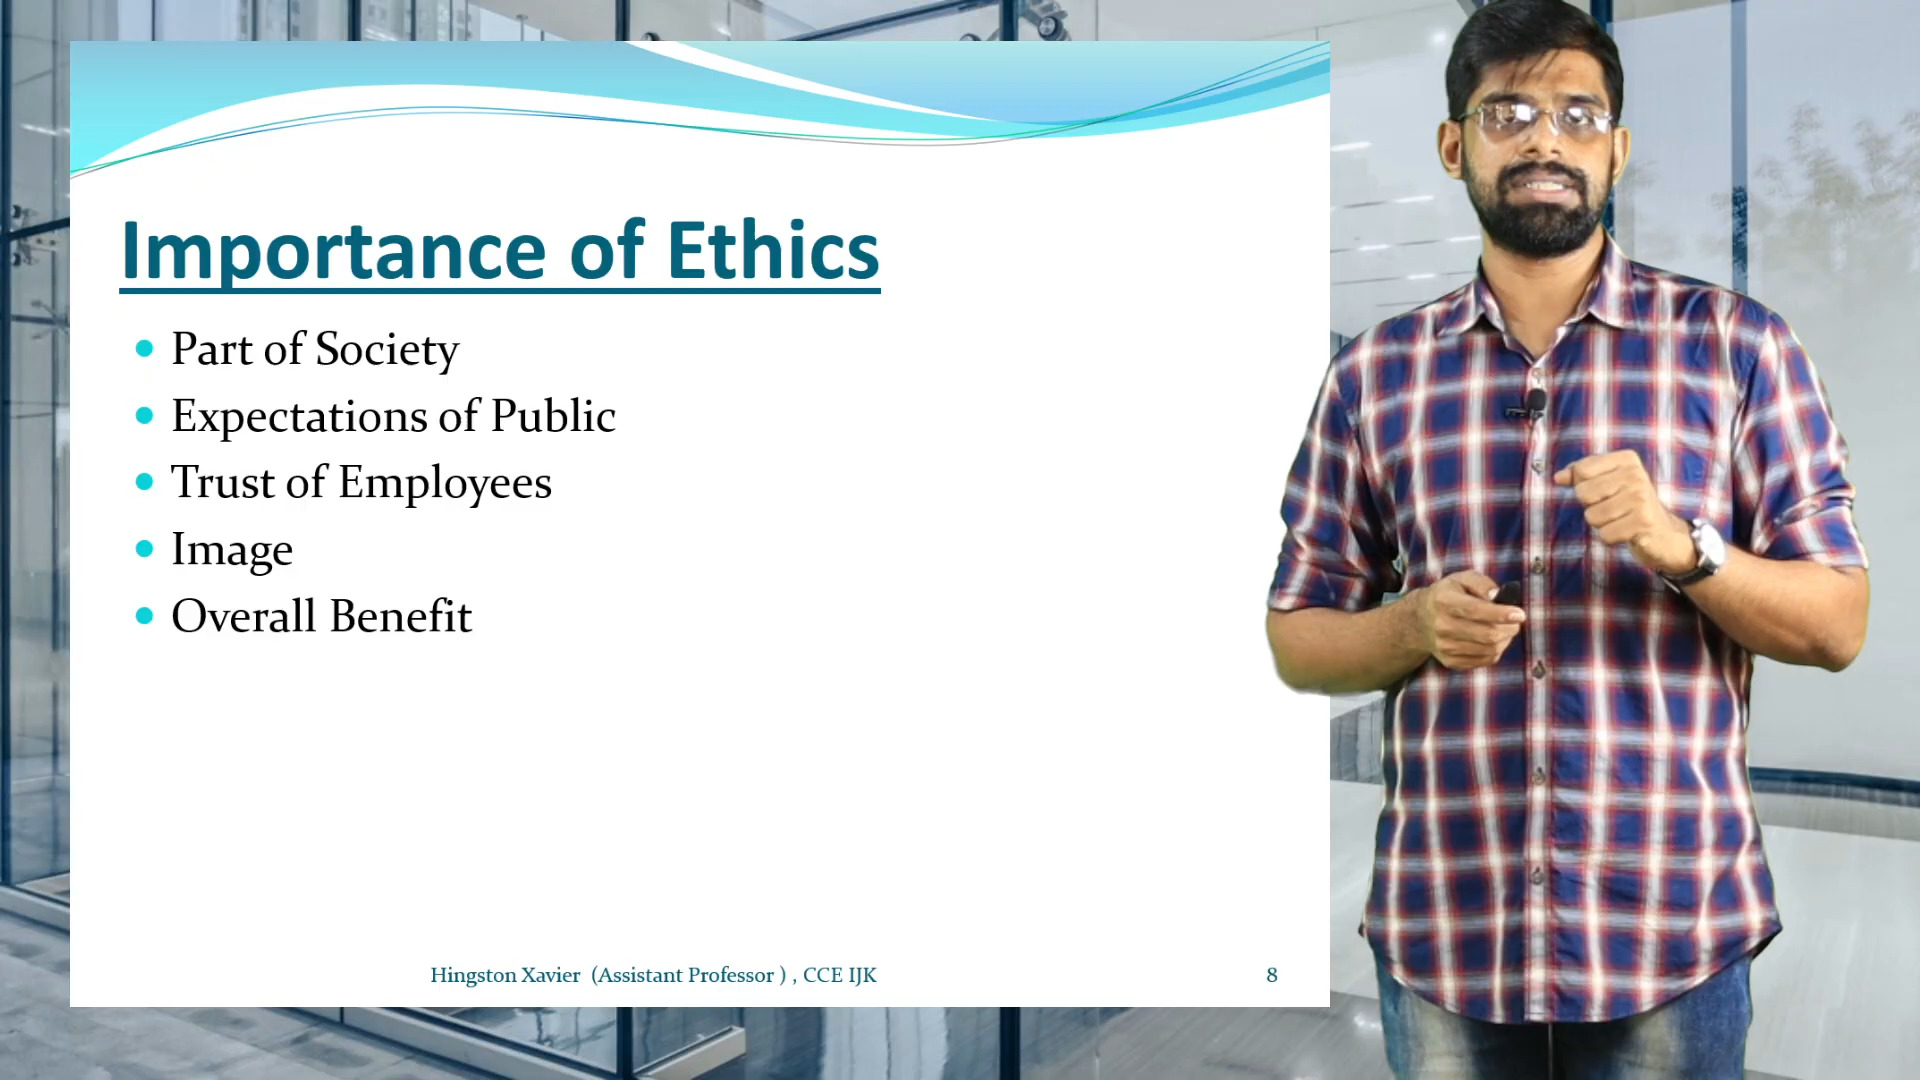 Importance of Ethics
Part of Society
Expectations of Public
Trust of Employees
Image
Overall Benefit
Hingston Xavier (Assistant Professor ) , CCE IJK
8